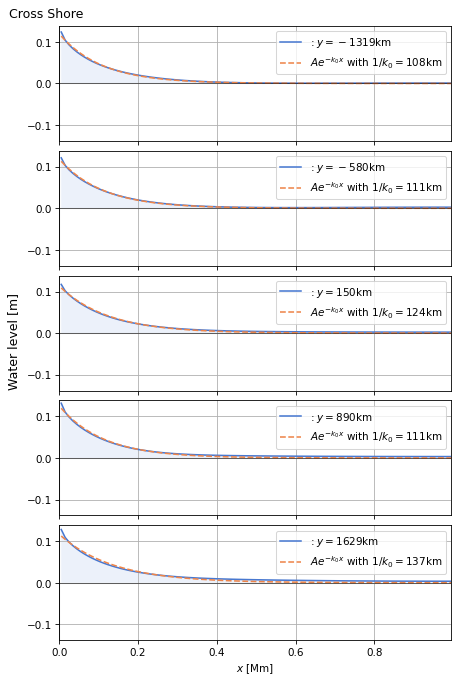 Cross Shore
0.1
0.0
−0.1
: y = − 1319km
Ae^{−k₀x} with 1/k₀ = 108km
0.1
0.0
−0.1
: y = − 580km
Ae^{−k₀x} with 1/k₀ = 111km
Water level [m]
0.1
0.0
−0.1
: y = 150km
Ae^{−k₀x} with 1/k₀ = 124km
0.1
0.0
−0.1
: y = 890km
Ae^{−k₀x} with 1/k₀ = 111km
0.1
0.0
−0.1
: y = 1629km
Ae^{−k₀x} with 1/k₀ = 137km
0.0 0.2 0.4 0.6 0.8
x [Mm]